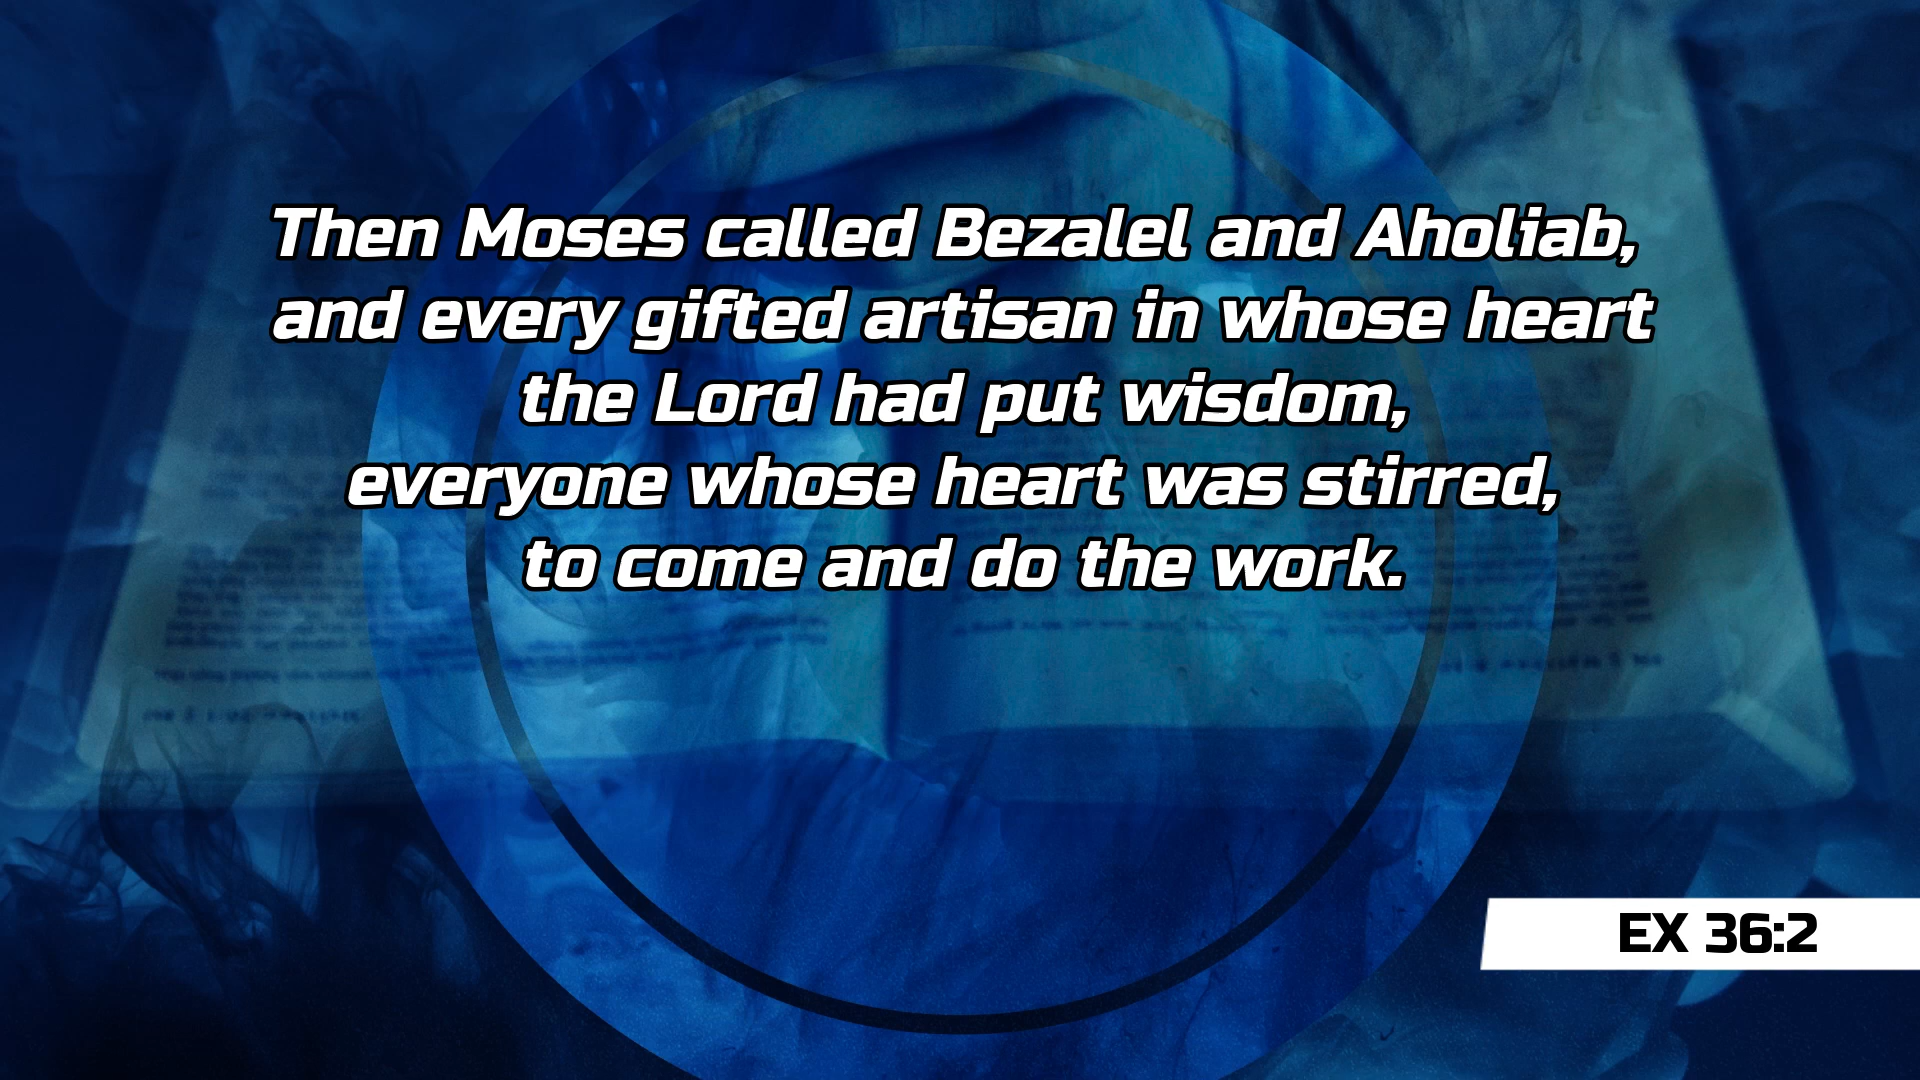 Then Moses called Bezalel and Aholiab,
and every gifted artisan in whose heart
the Lord had put wisdom,
everyone whose heart was stirred,
to come and do the work.
EX 36:2